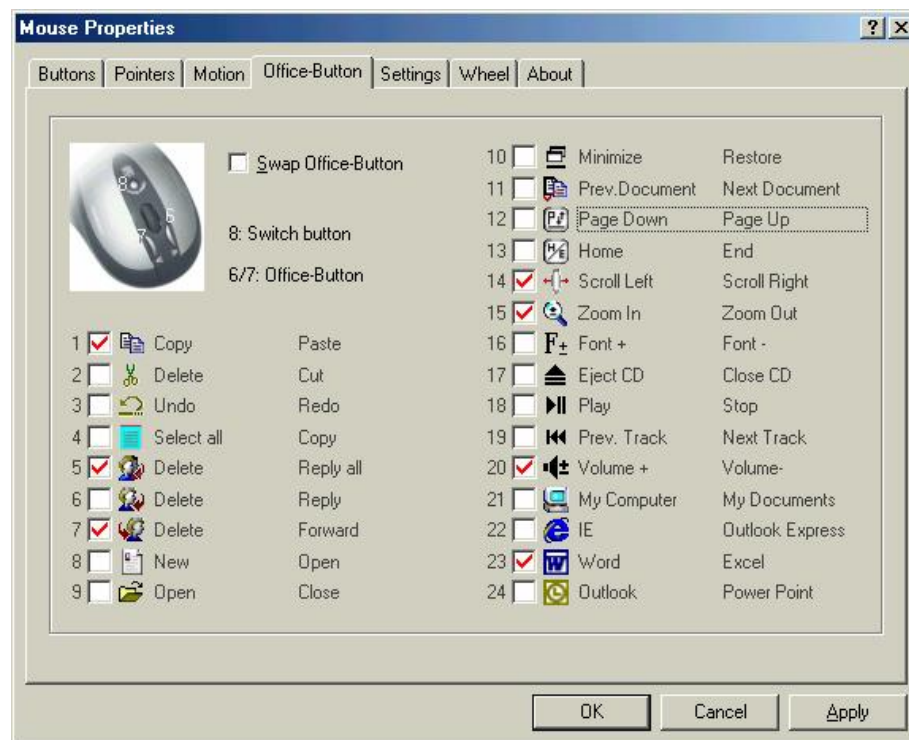 Mouse Properties
Buttons Pointers Motion Office-Button Settings Wheel About
8
6
7
Swap Office-Button
8: Switch button
6/7: Office-Button
1 Copy Paste
2 Delete Cut
3 Undo Redo
4 Select all Copy
5 Delete Reply all
6 Delete Reply
7 Delete Forward
8 New Open
9 Open Close
10 Minimize Restore
11 Prev.Document Next Document
12 Page Down Page Up
13 H/E Home End
14 Scroll Left Scroll Right
15 Zoom In Zoom Out
16 F± Font + Font -
17 Eject CD Close CD
18 Play Stop
19 Prev. Track Next Track
20 Volume + Volume-
21 My Computer My Documents
22 IE Outlook Express
23 W Word Excel
24 Outlook Power Point
OK Cancel Apply